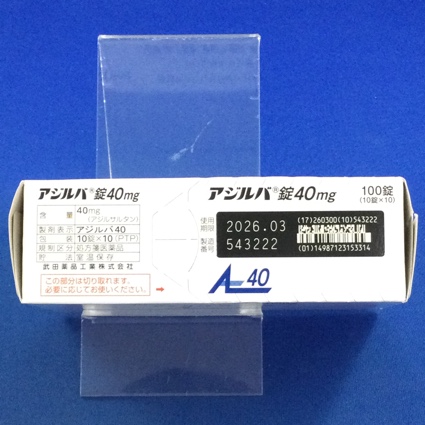 アジルバ®錠40mg
含 量 40mg
(アジルサルタン)
製剤表示 アジルバ40
包 装 10錠×10(PTP)
規制区分 処方箋医薬品
貯 法 室温保存
武田薬品工業株式会社
この部分は切り取れます。
必要に応じてお使いください。
アジルバ®錠40mg
100錠
(10錠×10)
使用
期限
2026.03
製造
番号
543222
(17)260300(10)543222
(01)14987123153314
40